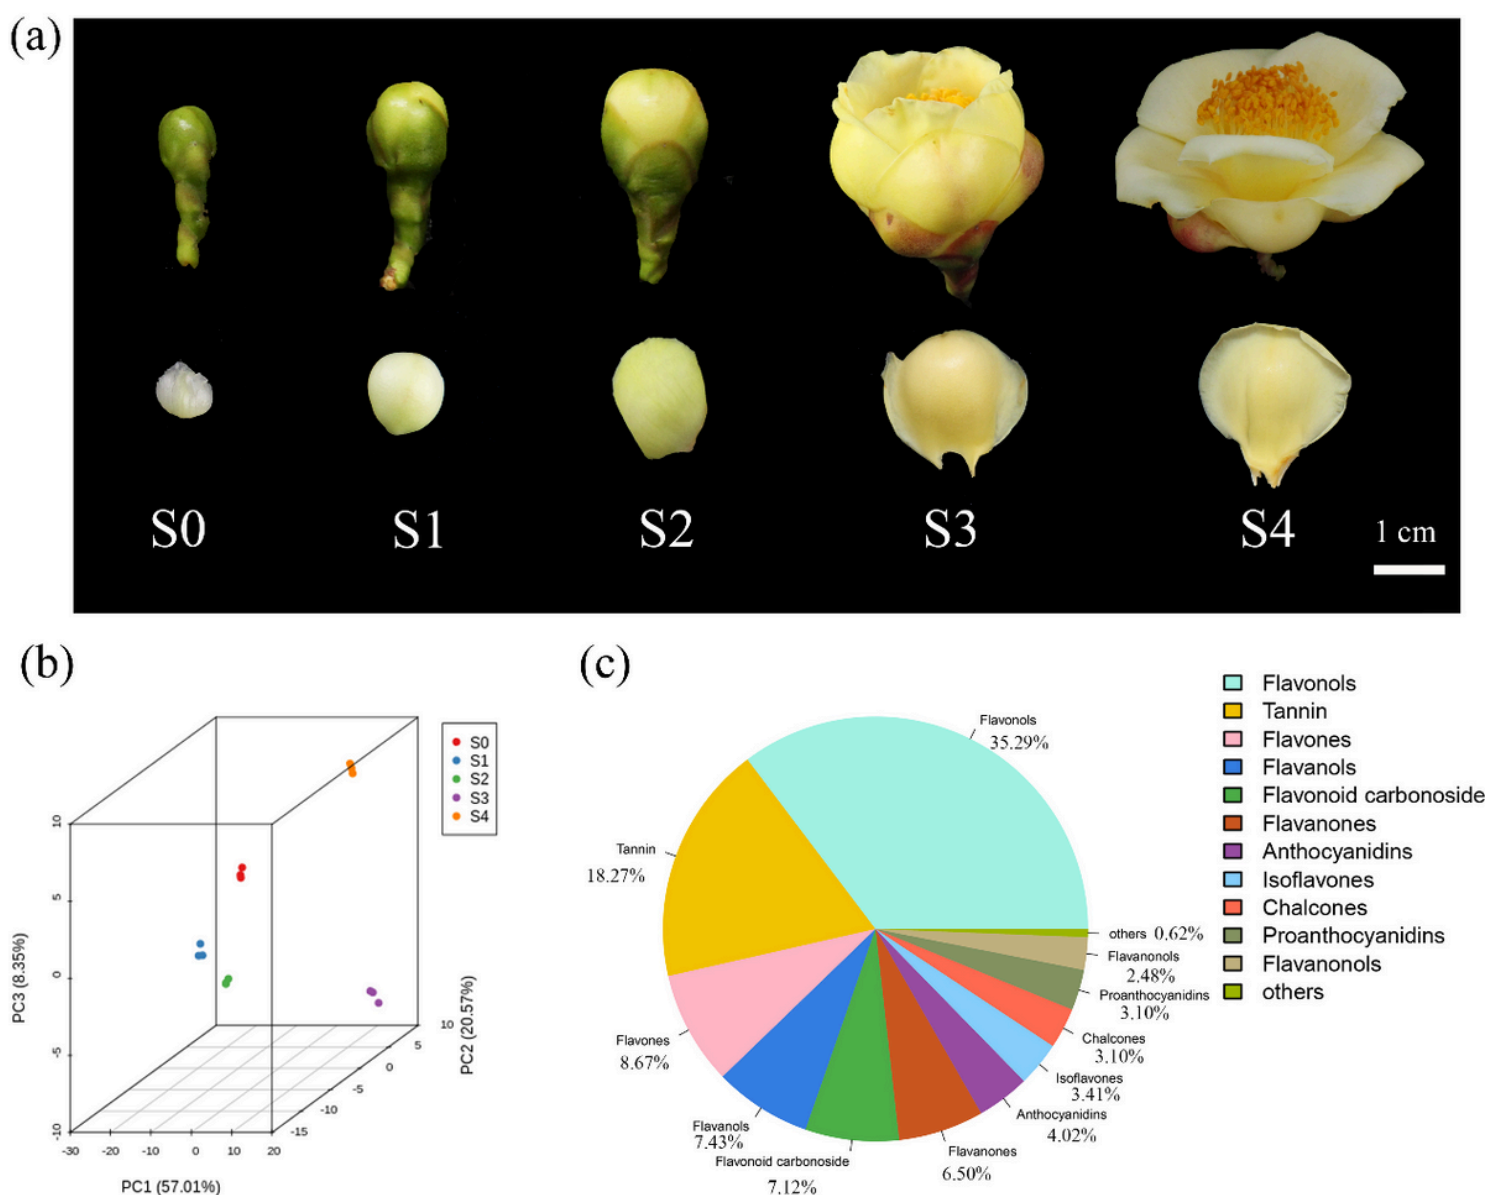 (a)
S0
S1
S2
S3
S4
1 cm
(b)
S0
S1
S2
S3
S4
10
5
0
-5
-10
PC3 (8.35%)
-30
-20
-10
0
10
20
PC1 (57.01%)
-15
-10
-5
0
5
10
PC2 (20.57%)
(c)
Flavonols
35.29%
Tannin
18.27%
Flavones
8.67%
Flavanols
7.43%
Flavonoid carbonoside
7.12%
Flavanones
6.50%
Anthocyanidins
4.02%
Isoflavones
3.41%
Chalcones
3.10%
Proanthocyanidins
3.10%
Flavanonols
2.48%
others 0.62%
Flavonols
Tannin
Flavones
Flavanols
Flavonoid carbonoside
Flavanones
Anthocyanidins
Isoflavones
Chalcones
Proanthocyanidins
Flavanonols
others